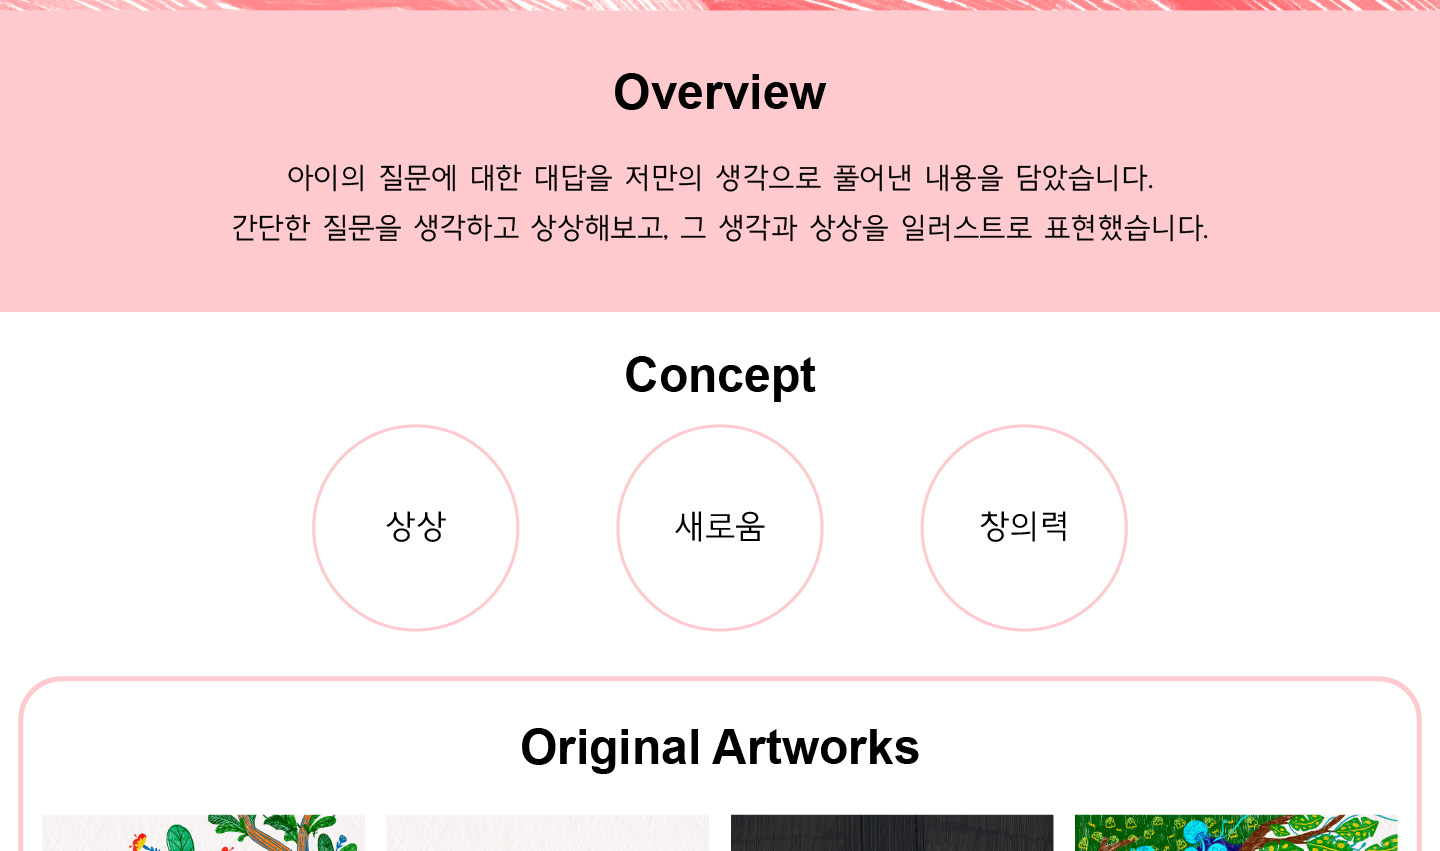 Overview
아이의 질문에 대한 대답을 저만의 생각으로 풀어낸 내용을 담았습니다.
간단한 질문을 생각하고 상상해보고, 그 생각과 상상을 일러스트로 표현했습니다.
Concept
상상
새로움
창의력
Original Artworks